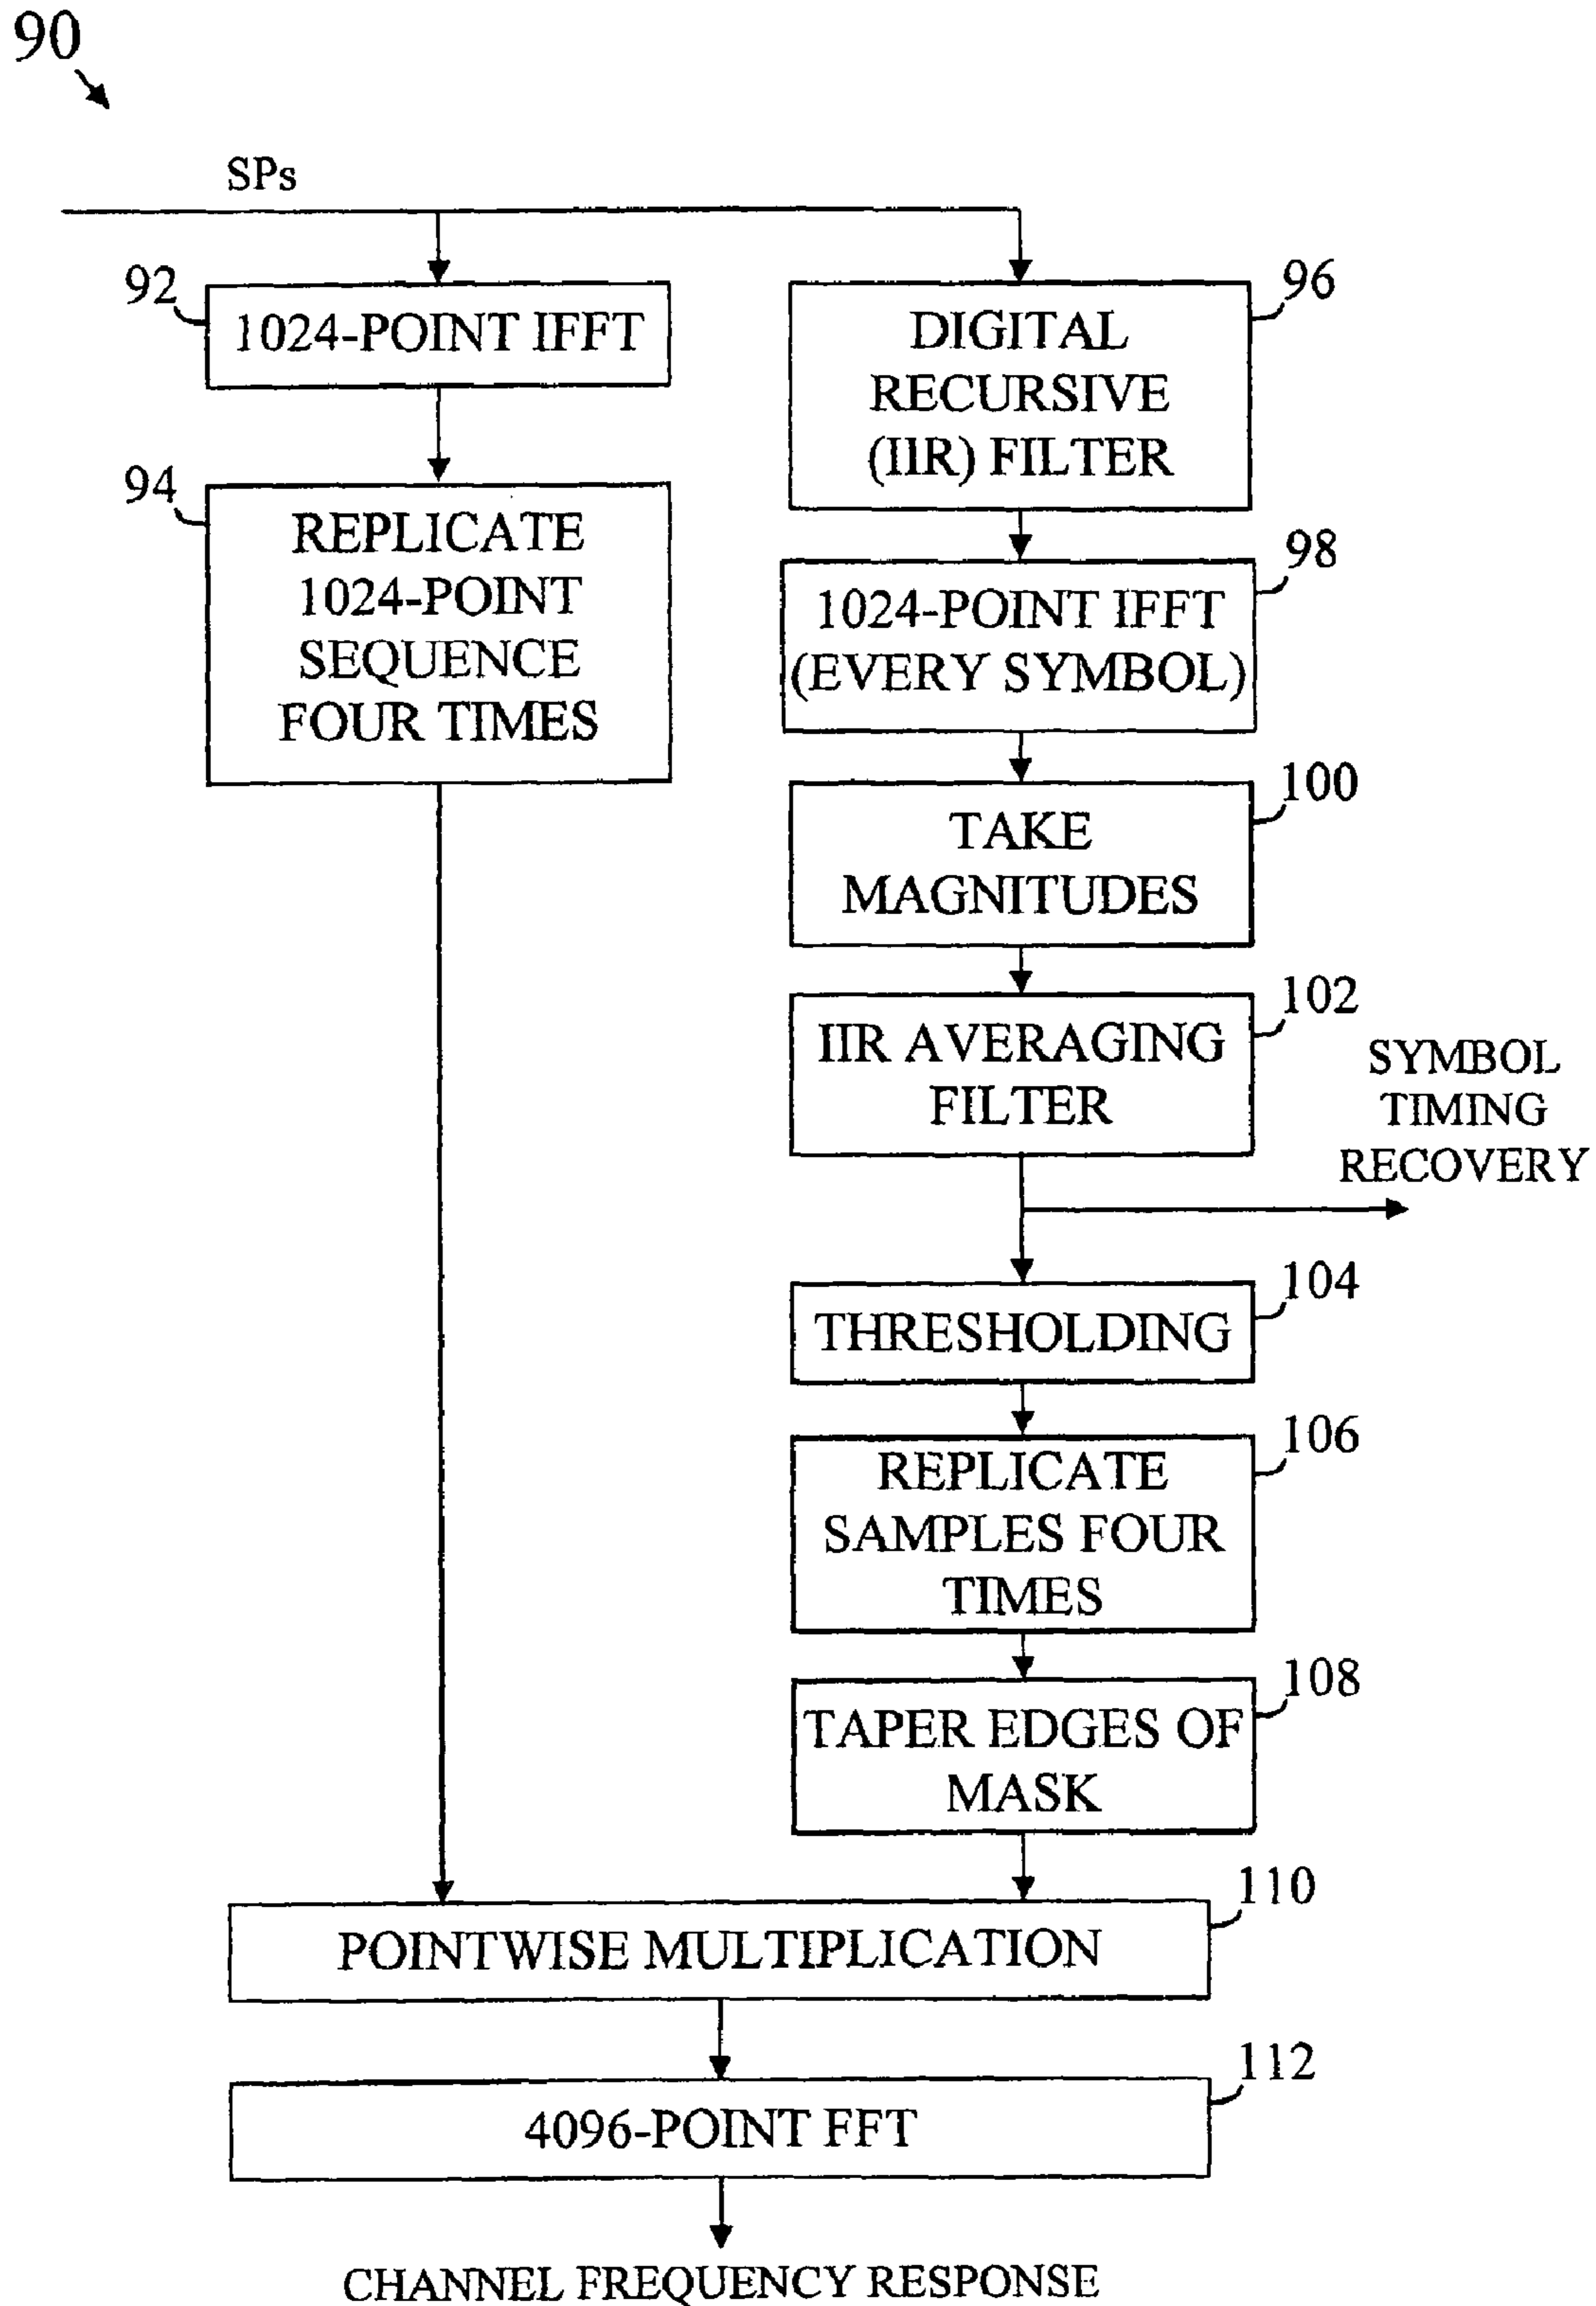 90
SPs
92
1024-POINT IFFT
94
REPLICATE
1024-POINT
SEQUENCE
FOUR TIMES
96
DIGITAL
RECURSIVE
(IIR) FILTER
98
1024-POINT IFFT
(EVERY SYMBOL)
100
TAKE
MAGNITUDES
102
IIR AVERAGING
FILTER
SYMBOL
TIMING
RECOVERY
104
THRESHOLDING
106
REPLICATE
SAMPLES FOUR
TIMES
108
TAPER EDGES OF
MASK
110
POINTWISE MULTIPLICATION
112
4096-POINT FFT
CHANNEL FREQUENCY RESPONSE